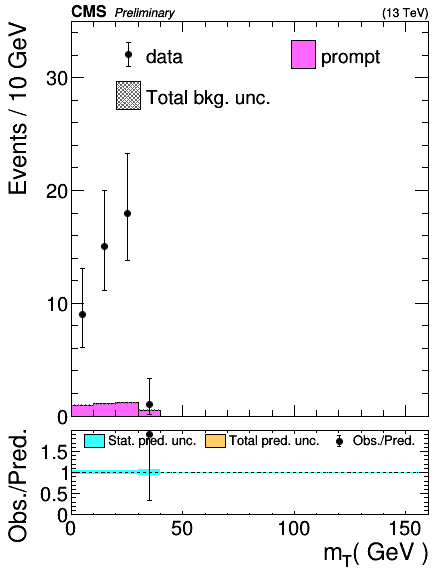 CMS Preliminary (13 TeV)
Events / 10 GeV
data
prompt
Total bkg. unc.
30
20
10
0
Obs./Pred.
Stat. pred. unc. Total pred. unc. Obs./Pred.
1.5
1
0.5
0
0 50 100 150
m_T( GeV )